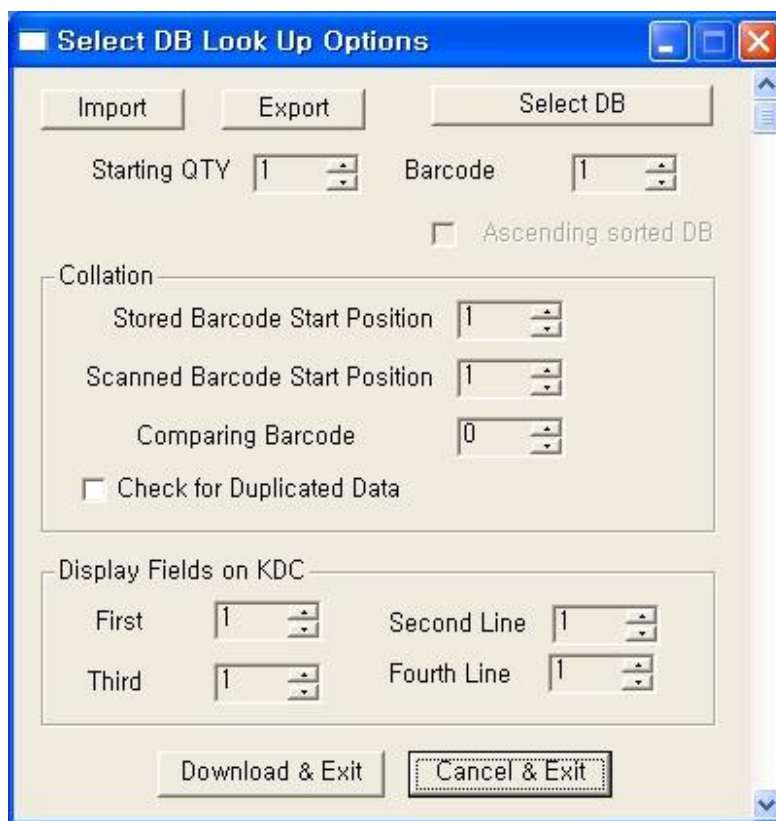 Select DB Look Up Options
Import Export Select DB
Starting QTY 1 Barcode 1
Ascending sorted DB
Collation
Stored Barcode Start Position 1
Scanned Barcode Start Position 1
Comparing Barcode 0
Check for Duplicated Data
Display Fields on KDC
First 1 Second Line 1
Third 1 Fourth Line 1
Download & Exit Cancel & Exit